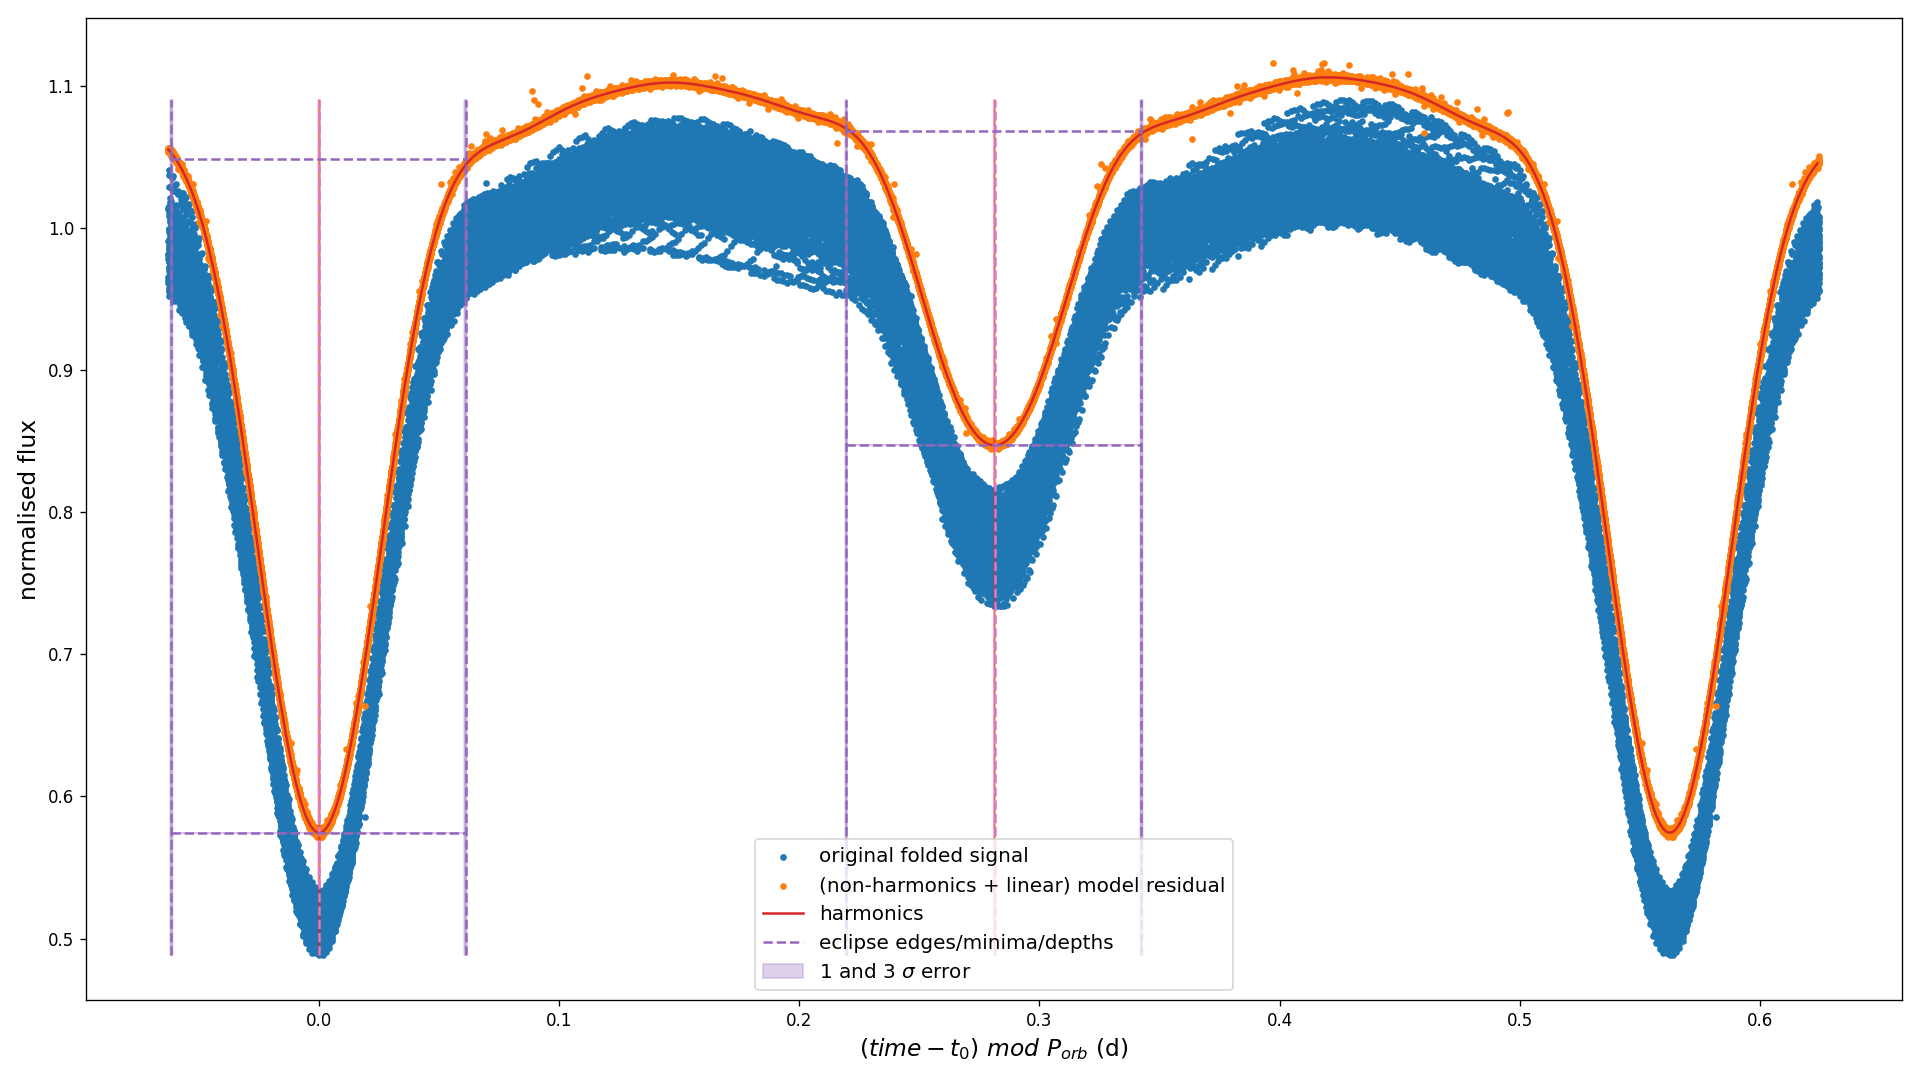 1.1
1.0
0.9
0.8
0.7
0.6
0.5
normalised flux
original folded signal
(non-harmonics + linear) model residual
harmonics
eclipse edges/minima/depths
1 and 3 σ error
0.0 0.1 0.2 0.3 0.4 0.5 0.6
(time − t₀) mod Pₒᵣb (d)